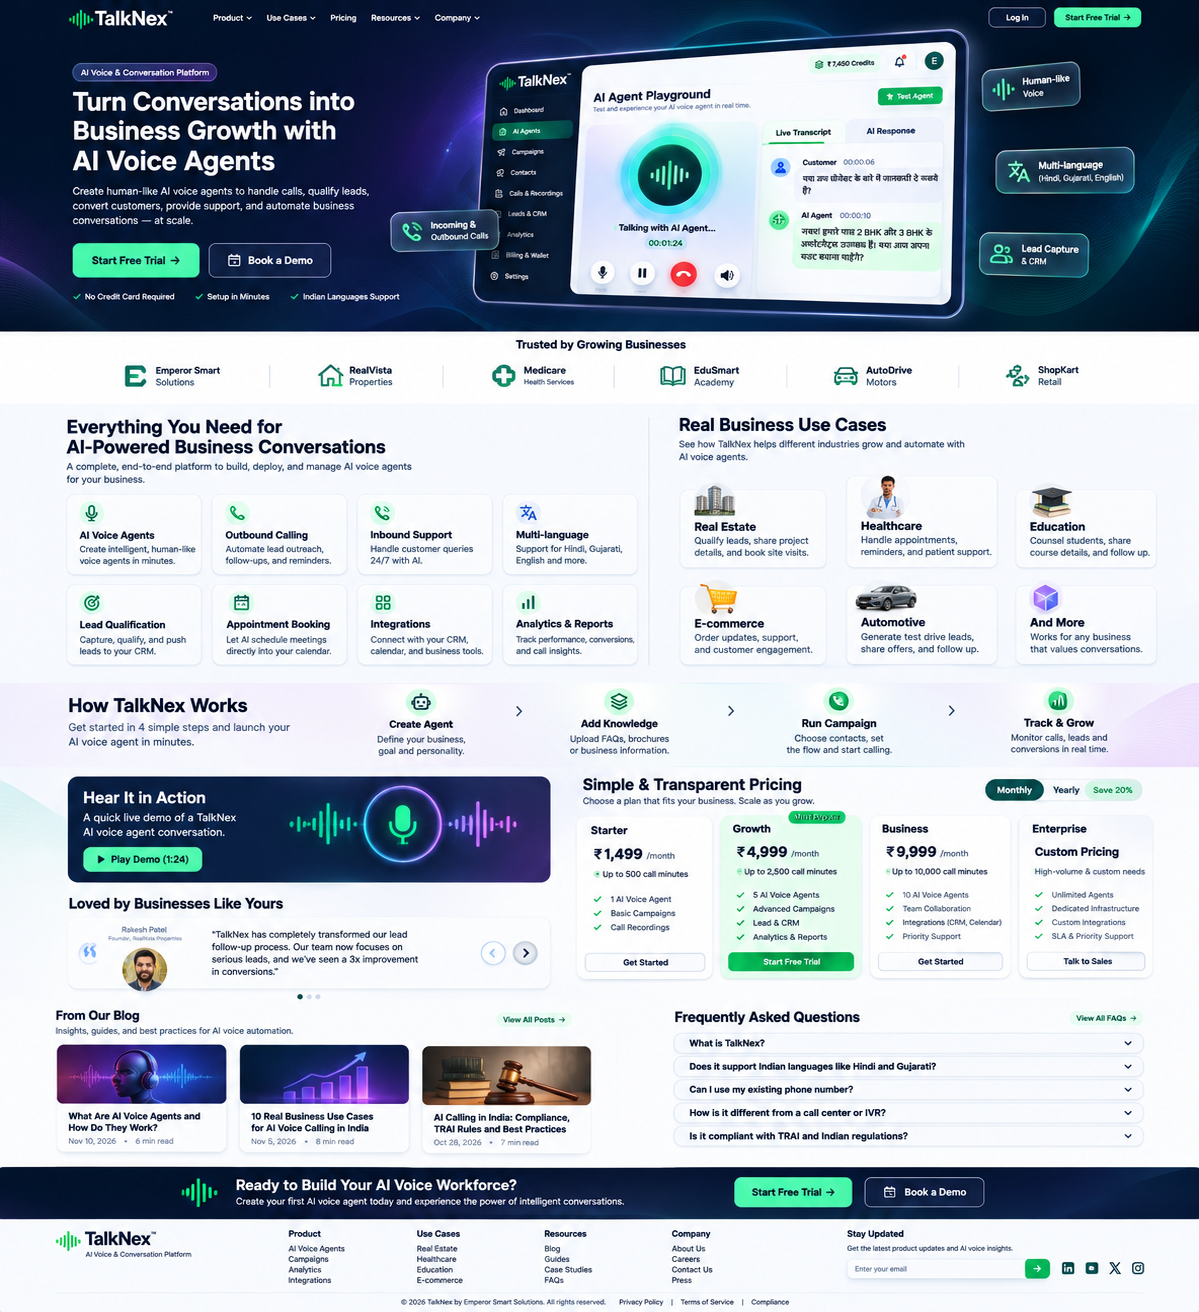 TalkNex™
Product
Use Cases
Pricing
Resources
Company
Log In
Start Free Trial →
AI Voice & Conversation Platform
Turn Conversations into
Business Growth with
AI Voice Agents
Create human-like AI voice agents to handle calls, qualify leads,
convert customers, provide support, and automate business
conversations — at scale.
Start Free Trial →
Book a Demo
✓ No Credit Card Required
✓ Setup in Minutes
✓ Indian Languages Support
Incoming &
Outbound Calls
TalkNex™
Dashboard
AI Agents
Campaigns
Contacts
Calls & Recordings
Leads & CRM
Analytics
Billing & Wallet
Settings
₹7,450 Credits
E
AI Agent Playground
Test and experience your AI voice agent in real time.
Test Agent
Talking with AI Agent...
00:01:24
Live Transcript
AI Response
Customer 00:00:06
के बारे में
AI Agent 00:00:10
हमारे पास 2 BHK और 3 BHK के
हैं। क्या आप अपना
Human-like
Voice
Multi-language
(Hindi, Gujarati, English)
Lead Capture
& CRM
Trusted by Growing Businesses
Emperor Smart
Solutions
RealVista
Properties
Medicare
Health Services
EduSmart
Academy
AutoDrive
Motors
ShopKart
Retail
Everything You Need for
AI-Powered Business Conversations
A complete, end-to-end platform to build, deploy, and manage AI voice agents
for your business.
AI Voice Agents
Create intelligent, human-like
voice agents in minutes.
Outbound Calling
Automate lead outreach,
follow-ups, and reminders.
Inbound Support
Handle customer queries
24/7 with AI.
Multi-language
Support for Hindi, Gujarati,
English and more.
Lead Qualification
Capture, qualify, and push
leads to your CRM.
Appointment Booking
Let AI schedule meetings
directly into your calendar.
Integrations
Connect with your CRM,
calendar, and business tools.
Analytics & Reports
Track performance, conversions,
and call insights.
Real Business Use Cases
See how TalkNex helps different industries grow and automate with
AI voice agents.
Real Estate
Qualify leads, share project
details, and book site visits.
Healthcare
Handle appointments,
reminders, and patient support.
Education
Counsel students, share
course details, and follow up.
E-commerce
Order updates, support,
and customer engagement.
Automotive
Generate test drive leads,
share offers, and follow up.
And More
Works for any business
that values conversations.
How TalkNex Works
Get started in 4 simple steps and launch your
AI voice agent in minutes.
Create Agent
Define your business,
goal and personality.
Add Knowledge
Upload FAQs, brochures
or business information.
Run Campaign
Choose contacts, set
the flow and start calling.
Track & Grow
Monitor calls, leads and
conversions in real time.
Hear It in Action
A quick live demo of a TalkNex
AI voice agent conversation.
Play Demo (1:24)
Loved by Businesses Like Yours
Rakesh Patel
Founder, RealVista Properties
"TalkNex has completely transformed our lead
follow-up process. Our team now focuses on
serious leads, and we've seen a 3x improvement
in conversions."
Simple & Transparent Pricing
Choose a plan that fits your business. Scale as you grow.
Monthly
Yearly
Save 20%
Starter
₹1,499 /month
Up to 500 call minutes
✓ 1 AI Voice Agent
✓ Basic Campaigns
✓ Call Recordings
Get Started
Most Popular
Growth
₹4,999 /month
Up to 2,500 call minutes
✓ 5 AI Voice Agents
✓ Advanced Campaigns
✓ Lead & CRM
✓ Analytics & Reports
Start Free Trial
Business
₹9,999 /month
Up to 10,000 call minutes
✓ 10 AI Voice Agents
✓ Team Collaboration
✓ Integrations (CRM, Calendar)
✓ Priority Support
Get Started
Enterprise
Custom Pricing
High-volume & custom needs
✓ Unlimited Agents
✓ Dedicated Infrastructure
✓ Custom Integrations
✓ SLA & Priority Support
Talk to Sales
From Our Blog
Insights, guides, and best practices for AI voice automation.
View All Posts →
What Are AI Voice Agents and
How Do They Work?
Nov 10, 2026 • 6 min read
10 Real Business Use Cases
for AI Voice Calling in India
Nov 5, 2026 • 8 min read
AI Calling in India: Compliance,
TRAI Rules and Best Practices
Oct 28, 2026 • 7 min read
Frequently Asked Questions
View All FAQs →
What is TalkNex?
Does it support Indian languages like Hindi and Gujarati?
Can I use my existing phone number?
How is it different from a call center or IVR?
Is it compliant with TRAI and Indian regulations?
Ready to Build Your AI Voice Workforce?
Create your first AI voice agent today and experience the power of intelligent conversations.
Start Free Trial →
Book a Demo
TalkNex™
AI Voice & Conversation Platform
Product
AI Voice Agents
Campaigns
Analytics
Integrations
Use Cases
Real Estate
Healthcare
Education
E-commerce
Resources
Blog
Guides
Case Studies
FAQs
Company
About Us
Careers
Contact Us
Press
Stay Updated
Get the latest product updates and AI voice insights.
Enter your email
© 2026 TalkNex by Emperor Smart Solutions. All rights reserved. Privacy Policy | Terms of Service | Compliance